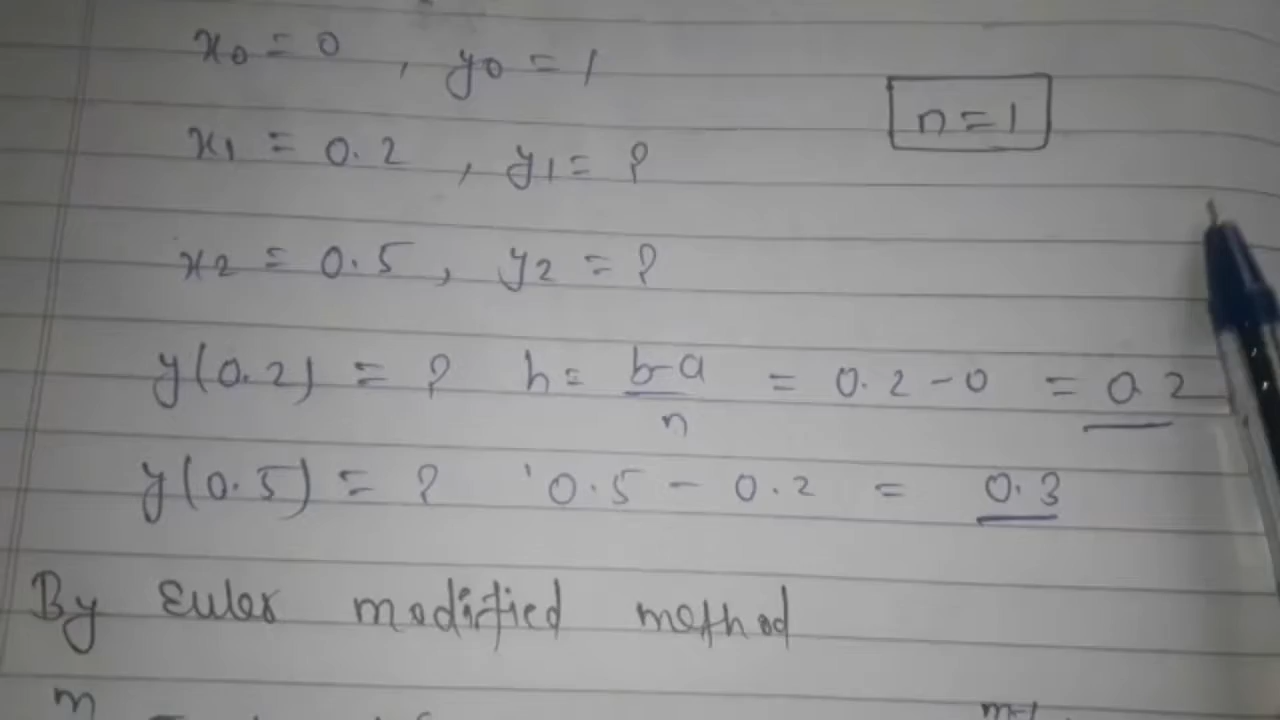 x0 = 0 , y0 = 1
n = 1
x1 = 0.2 , y1 = ?
x2 = 0.5 , y2 = ?
y(0.2) = ? h = b-a/n = 0.2 - 0 = 0.2
y(0.5) = ? 0.5 - 0.2 = 0.3
By Euler modified method
m
m-1